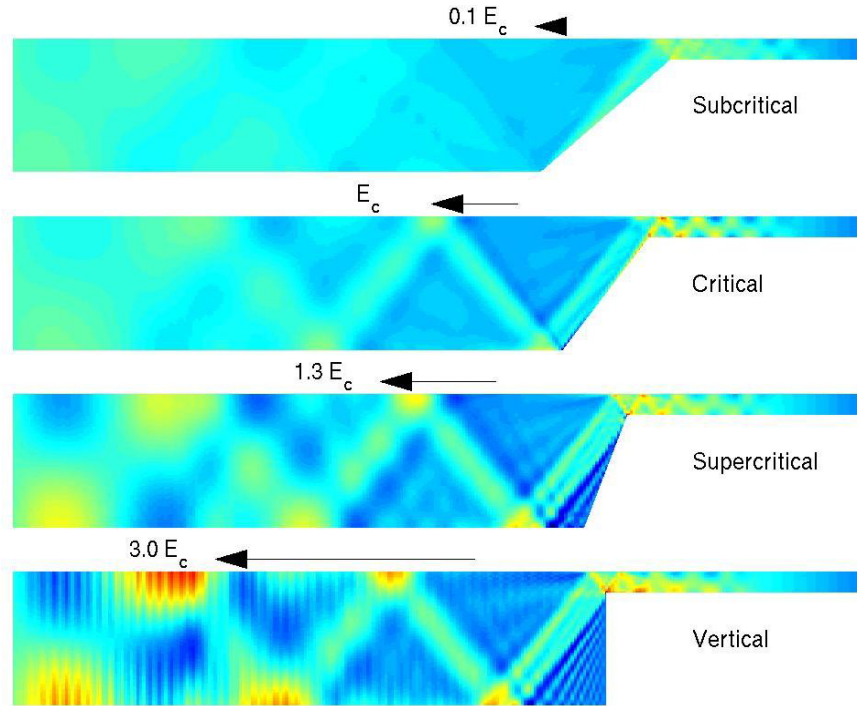 0.1 E_c
Subcritical
E_c
Critical
1.3 E_c
Supercritical
3.0 E_c
Vertical